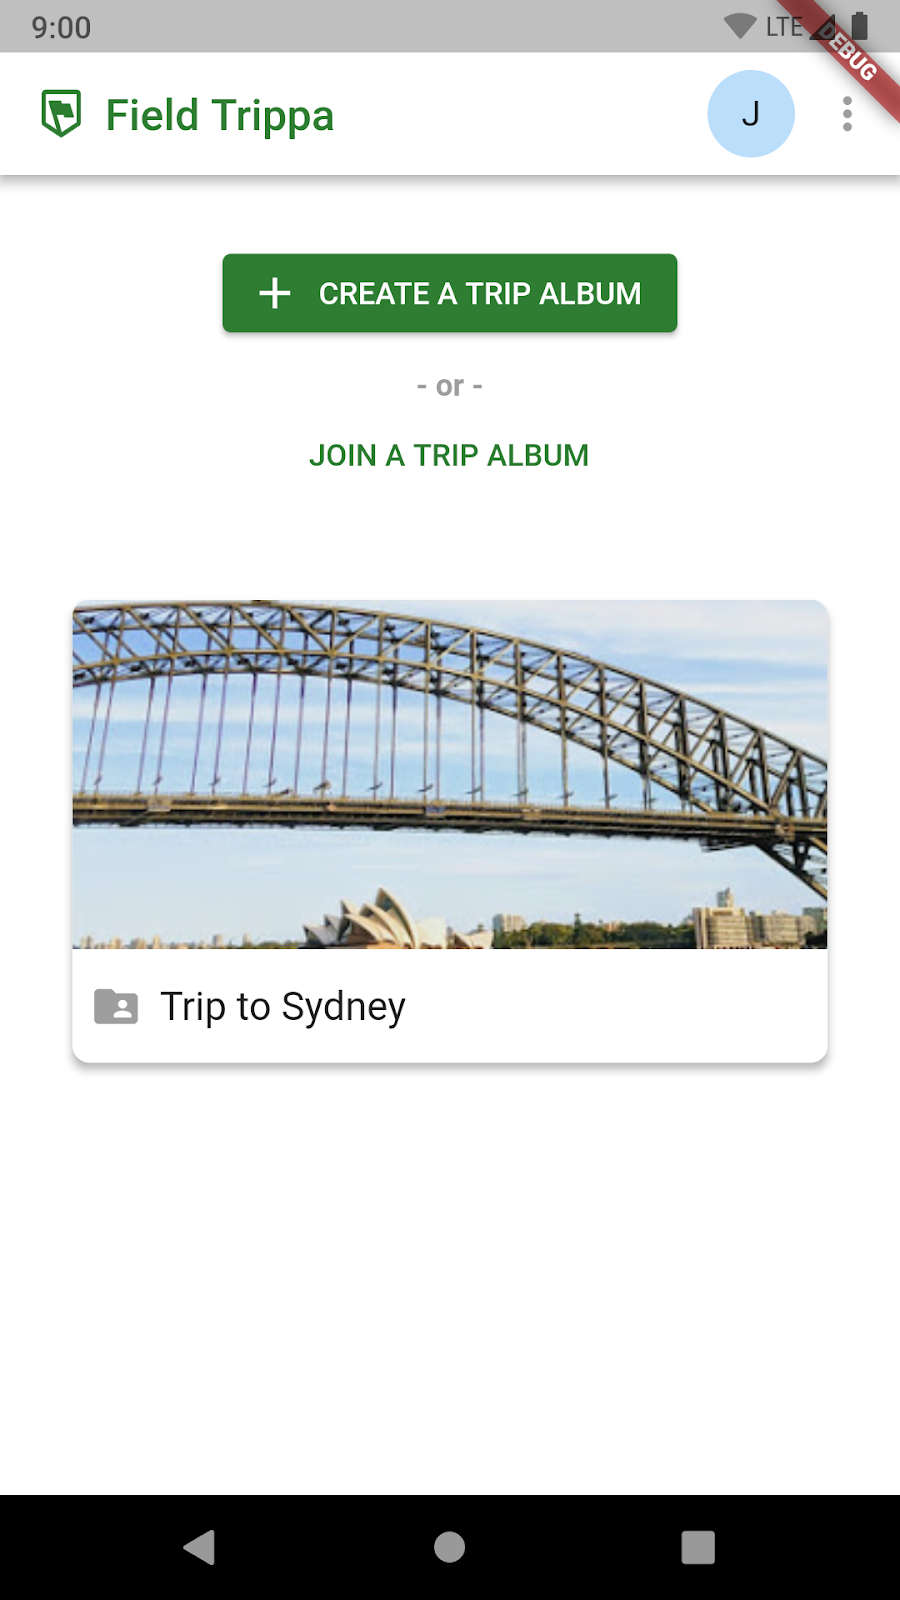 9:00
LTE
DEBUG
Field Trippa
J
CREATE A TRIP ALBUM
- or -
JOIN A TRIP ALBUM
Trip to Sydney